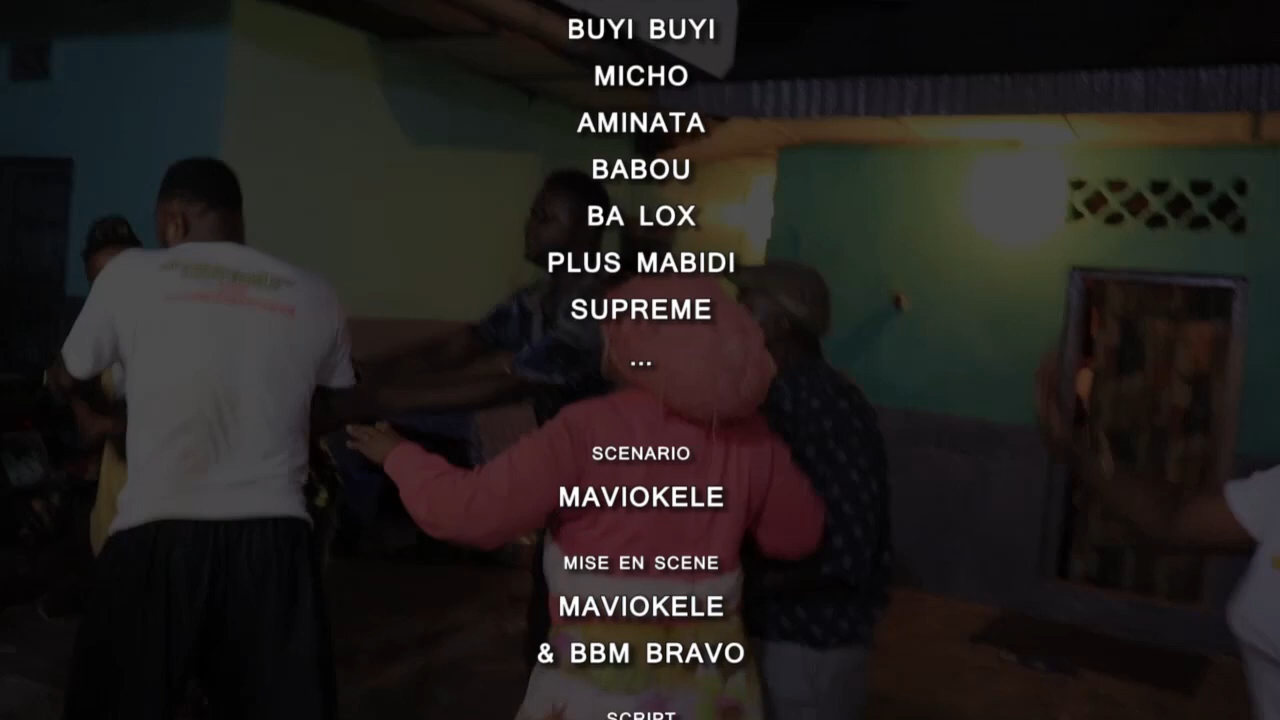 BUYI BUYI
MICHO
AMINATA
BABOU
BA LOX
PLUS MABIDI
SUPREME
...
SCENARIO
MAVIOKELE
MISE EN SCENE
MAVIOKELE
& BBM BRAVO
SCRIPT